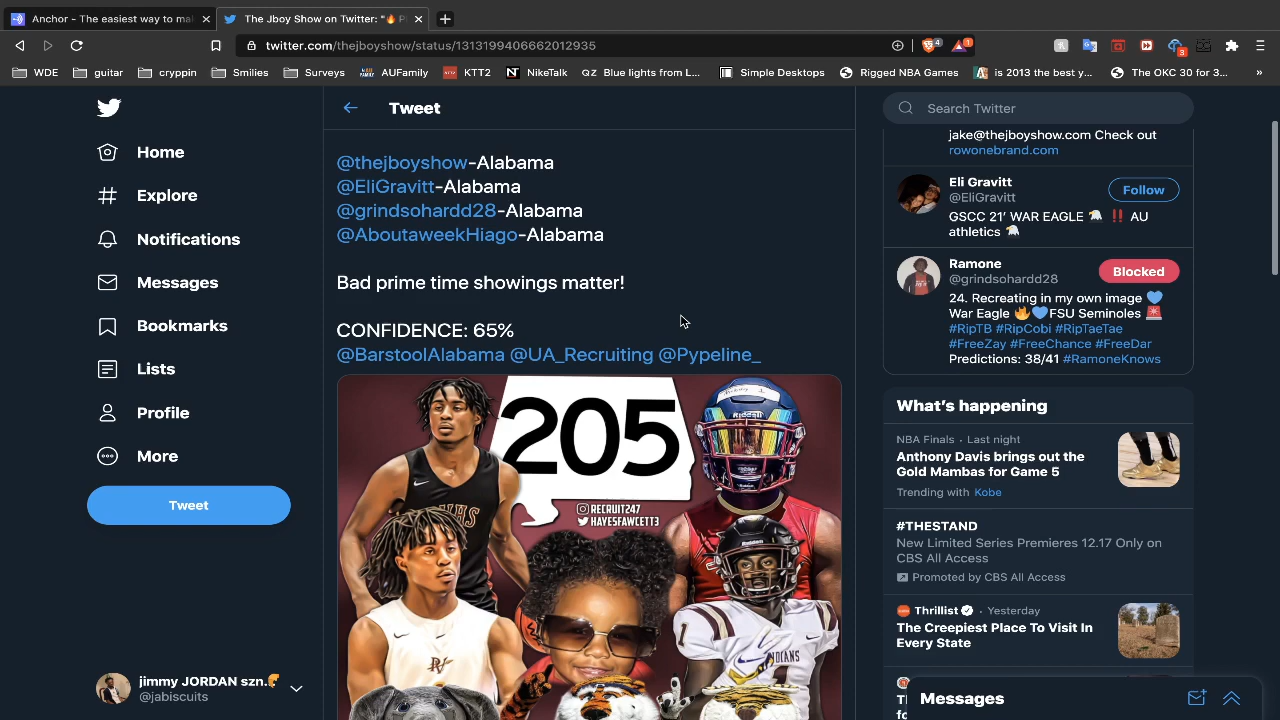 Anchor - The easiest way to mal
The Jboy Show on Twitter: "🔥 P
twitter.com/thejboyshow/status/1313199406662012935
4
1
3
WDE
guitar
cryppin
Smilies
Surveys
AUFamily
KTT2
NikeTalk
Blue lights from L...
Simple Desktops
Rigged NBA Games
is 2013 the best y...
The OKC 30 for 3...
»
Home
Explore
Notifications
Messages
Bookmarks
Lists
Profile
More
Tweet
jimmy JORDAN szn.
@jabiscuits
Tweet
@thejboyshow-Alabama
@EliGravitt-Alabama
@grindsohardd28-Alabama
@AboutaweekHiago-Alabama
Bad prime time showings matter!
CONFIDENCE: 65%
@BarstoolAlabama @UA_Recruiting @Pypeline_
205
RECRUIT247
HAYESFAWCETT3
Riddell
1
Search Twitter
jake@thejboyshow.com Check out
rowonebrand.com
Eli Gravitt
@EliGravitt
Follow
GSCC 21' WAR EAGLE 🦅 ‼️ AU
athletics 🦅
Ramone
@grindsohardd28
Blocked
24. Recreating in my own image 💙
War Eagle 🔥💙FSU Seminoles 🚨
#RipTB #RipCobi #RipTaeTae
#FreeZay #FreeChance #FreeDar
Predictions: 38/41 #RamoneKnows
What's happening
NBA Finals · Last night
Anthony Davis brings out the
Gold Mambas for Game 5
Trending with Kobe
#THESTAND
New Limited Series Premieres 12.17 Only on
CBS All Access
Promoted by CBS All Access
Thrillist · Yesterday
The Creepiest Place To Visit In
Every State
Messages